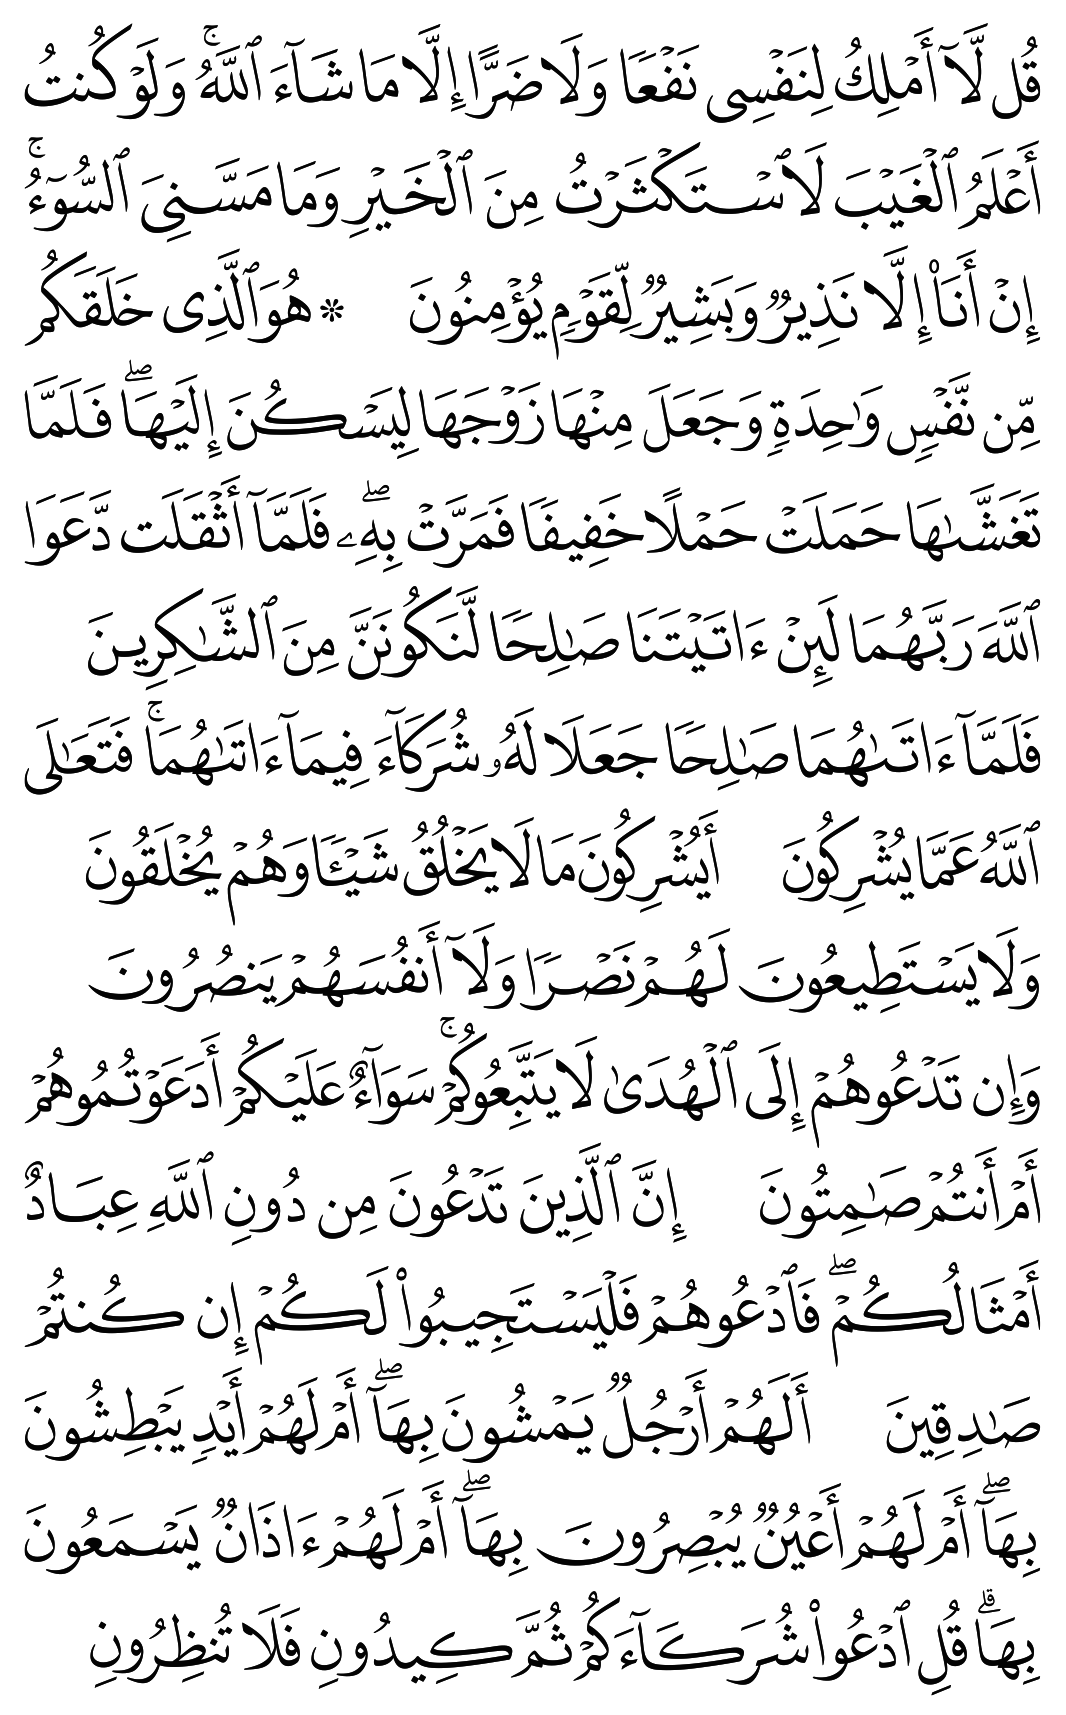 قُل لَّآ أَمْلِكُ لِنَفْسِى نَفْعًا وَلَا ضَرًّا إِلَّا مَا شَآءَ ٱللَّهُ ۚ وَلَوْ كُنتُ
أَعْلَمُ ٱلْغَيْبَ لَٱسْتَكْثَرْتُ مِنَ ٱلْخَيْرِ وَمَا مَسَّنِىَ ٱلسُّوٓءُ ۚ
إِنْ أَنَا۠ إِلَّا نَذِيرٌ وَبَشِيرٌ لِّقَوْمٍ يُؤْمِنُونَ * هُوَ ٱلَّذِى خَلَقَكُم
مِّن نَّفْسٍ وَٰحِدَةٍ وَجَعَلَ مِنْهَا زَوْجَهَا لِيَسْكُنَ إِلَيْهَا ۖ فَلَمَّا
تَغَشَّىٰهَا حَمَلَتْ حَمْلًا خَفِيفًا فَمَرَّتْ بِهِۦ ۖ فَلَمَّآ أَثْقَلَت دَّعَوَا
ٱللَّهَ رَبَّهُمَا لَئِنْ ءَاتَيْتَنَا صَٰلِحًا لَّنَكُونَنَّ مِنَ ٱلشَّٰكِرِينَ
فَلَمَّآ ءَاتَىٰهُمَا صَٰلِحًا جَعَلَا لَهُۥ شُرَكَآءَ فِيمَآ ءَاتَىٰهُمَا ۚ فَتَعَٰلَى
ٱللَّهُ عَمَّا يُشْرِكُونَ أَيُشْرِكُونَ مَا لَا يَخْلُقُ شَيْـًٔا وَهُمْ يُخْلَقُونَ
وَلَا يَسْتَطِيعُونَ لَهُمْ نَصْرًا وَلَآ أَنفُسَهُمْ يَنصُرُونَ
وَإِن تَدْعُوهُمْ إِلَى ٱلْهُدَىٰ لَا يَتَّبِعُوكُمْ ۚ سَوَآءٌ عَلَيْكُمْ أَدَعَوْتُمُوهُمْ
أَمْ أَنتُمْ صَٰمِتُونَ إِنَّ ٱلَّذِينَ تَدْعُونَ مِن دُونِ ٱللَّهِ عِبَادٌ
أَمْثَالُكُمْ ۖ فَٱدْعُوهُمْ فَلْيَسْتَجِيبُوا۟ لَكُمْ إِن كُنتُمْ
صَٰدِقِينَ أَلَهُمْ أَرْجُلٌ يَمْشُونَ بِهَآ ۖ أَمْ لَهُمْ أَيْدٍ يَبْطِشُونَ
بِهَآ ۖ أَمْ لَهُمْ أَعْيُنٌ يُبْصِرُونَ بِهَآ ۖ أَمْ لَهُمْ ءَاذَانٌ يَسْمَعُونَ
بِهَا ۗ قُلِ ٱدْعُوا۟ شُرَكَآءَكُمْ ثُمَّ كِيدُونِ فَلَا تُنظِرُونِ